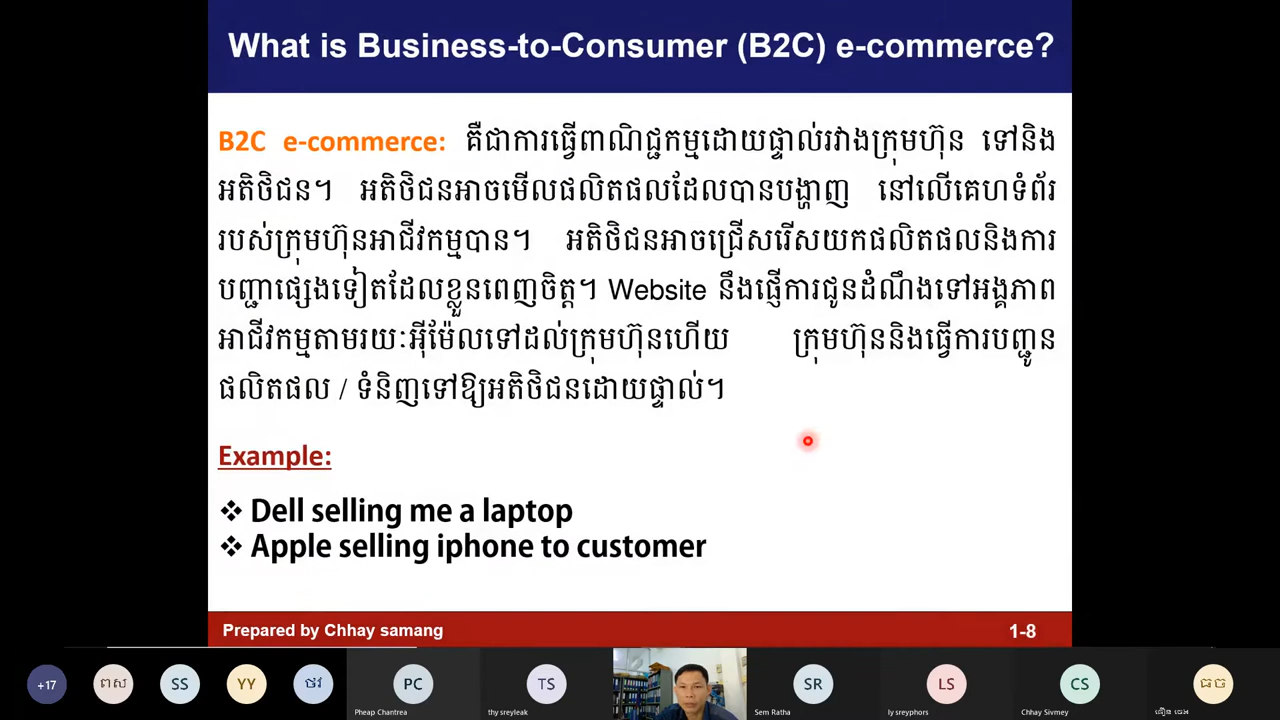 What is Business-to-Consumer (B2C) e-commerce?
B2C e-commerce: គឺជាការធ្វើពាណិជ្ជកម្មដោយផ្ទាល់រវាងក្រុមហ៊ុន ទៅនិង
អតិថិជន។ អតិថិជនអាចមើលផលិតផលដែលបានបង្ហាញ នៅលើគេហទំព័រ
របស់ក្រុមហ៊ុនអាជីវកម្មបាន។ អតិថិជនអាចជ្រើសរើសយកផលិតផលនិងការ
បញ្ជាផ្សេងទៀតដែលខ្លួនពេញចិត្ត។ Website នឹងផ្ញើការជូនដំណឹងទៅអង្គភាព
អាជីវកម្មតាមរយៈអ៊ីម៉ែលទៅដល់ក្រុមហ៊ុនហើយ ក្រុមហ៊ុននិងធ្វើការបញ្ជូន
ផលិតផល / ទំនិញទៅឱ្យអតិថិជនដោយផ្ទាល់។
Example:
❖ Dell selling me a laptop
❖ Apple selling iphone to customer
Prepared by Chhay samang 1-8
+17 ពស SS YY ថវ PC TS SR LS CS ធច
Pheap Chantrea thy sreyleak Sem Ratha ly sreyphors Chhay Sivmey